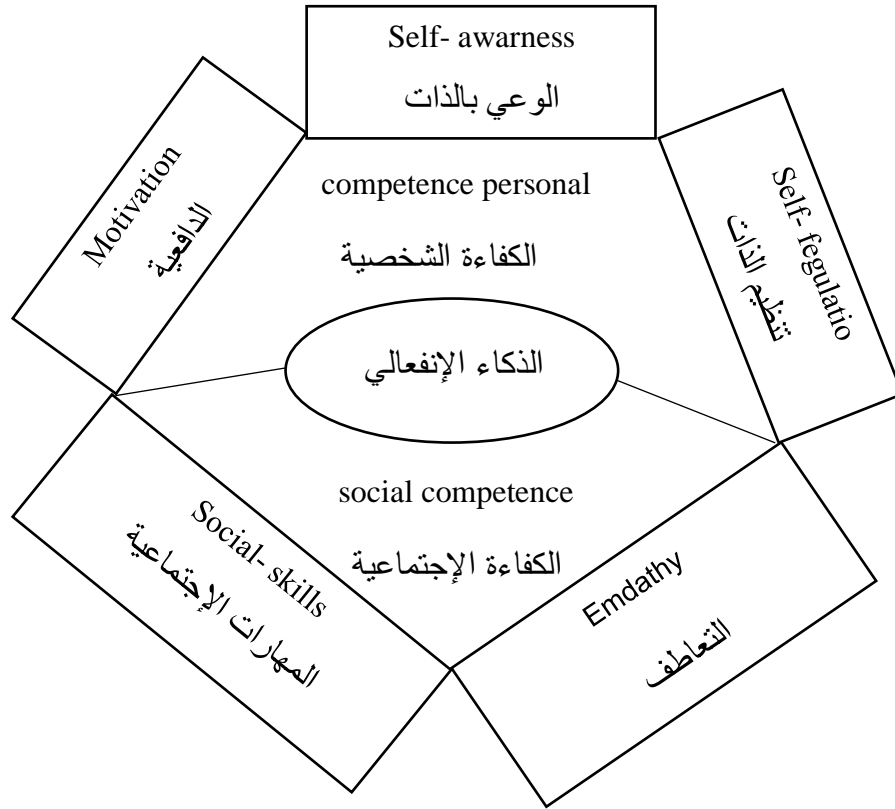 Self- awarness
الوعي بالذات
Motivation
الدافعية
competence personal
الكفاءة الشخصية
Self- fegulatio
تنظيم الذات
الذكاء الإنفعالي
social competence
الكفاءة الإجتماعية
Social- skills
المهارات الإجتماعية
Emdathy
التعاطف